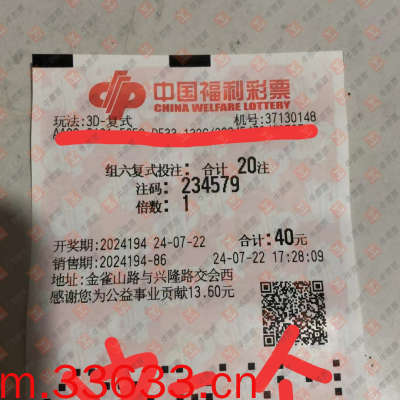 中国福利彩票
CHINA WELFARE LOTTERY
玩法:3D-复式 机号:37130148
组六复式投注: 合计 20注
注码: 234579
倍数: 1
开奖期:2024194 24-07-22 合计:40元
销售期:2024194-86 24-07-22 17:28:09
地址:金雀山路与兴隆路交会西
感谢您为公益事业贡献13.60元
m.33633.cn